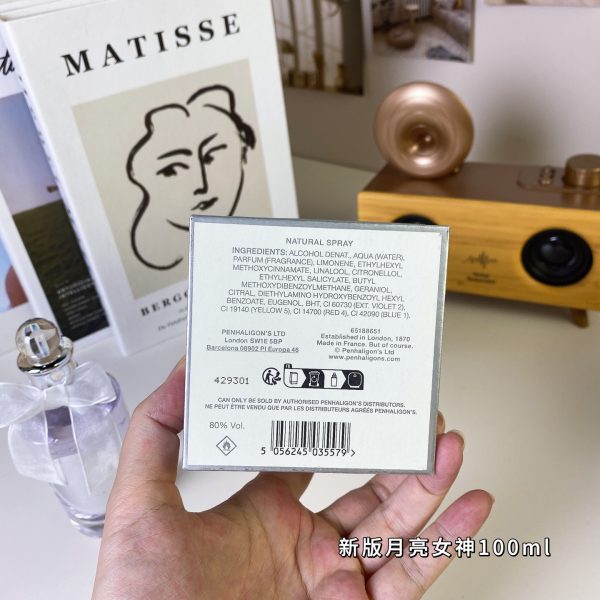 MATISSE
NATURAL SPRAY
INGREDIENTS: ALCOHOL DENAT., AQUA (WATER),
PARFUM (FRAGRANCE), LIMONENE, ETHYLHEXYL
METHOXYCINNAMATE, LINALOOL, CITRONELLOL,
ETHYLHEXYL SALICYLATE, BUTYL
METHOXYDIBENZOYLMETHANE, GERANIOL,
CITRAL, DIETHYLAMINO HYDROXYBENZOYL HEXYL
BENZOATE, EUGENOL, BHT, CI 60730 (EXT. VIOLET 2),
CI 19140 (YELLOW 5), CI 14700 (RED 4), CI 42090 (BLUE 1).
PENHALIGON'S LTD
London SW1E 5BP
Barcelona 08902 Pl Europa 46
65188651
Established in London, 1870
Made in France. But of course.
© Penhaligon's Ltd
www.penhaligons.com
429301
CAN ONLY BE SOLD BY AUTHORISED PENHALIGON'S DISTRIBUTORS.
NE PEUT ÊTRE VENDU QUE PAR LES DISTRIBUTEURS AGRÉÉS PENHALIGON'S.
80% Vol.
5 056245 035579 >
新版月亮女神100ml